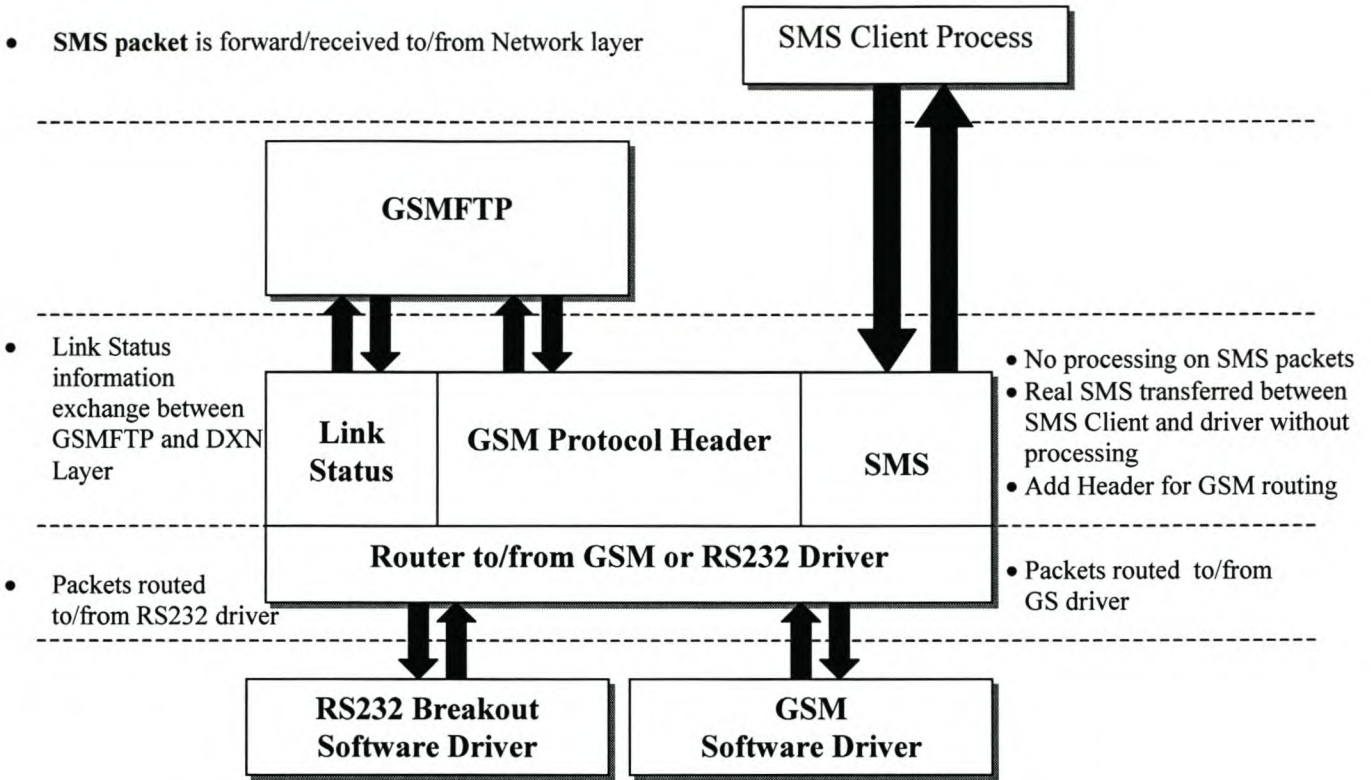 • SMS packet is forward/received to/from Network layer
SMS Client Process
GSMFTP
• Link Status
information
exchange between
GSMFTP and DXN
Layer
Link
Status
GSM Protocol Header
SMS
• No processing on SMS packets
• Real SMS transferred between
SMS Client and driver without
processing
• Add Header for GSM routing
Router to/from GSM or RS232 Driver
• Packets routed
to/from RS232 driver
• Packets routed to/from
GS driver
RS232 Breakout
Software Driver
GSM
Software Driver